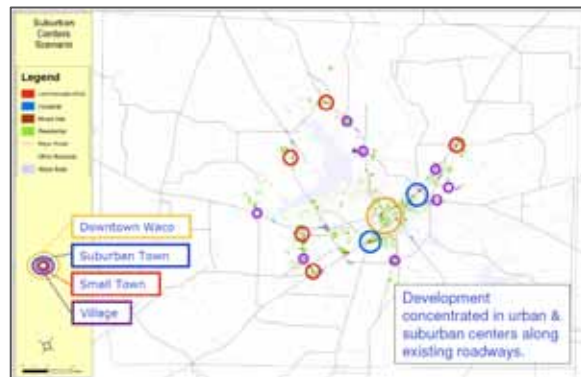 Suburban
Centers
Scenario
Legend
Residential
Downtown Waco
Suburban Town
Small Town
Village
Development
concentrated in urban &
suburban centers along
existing roadways.